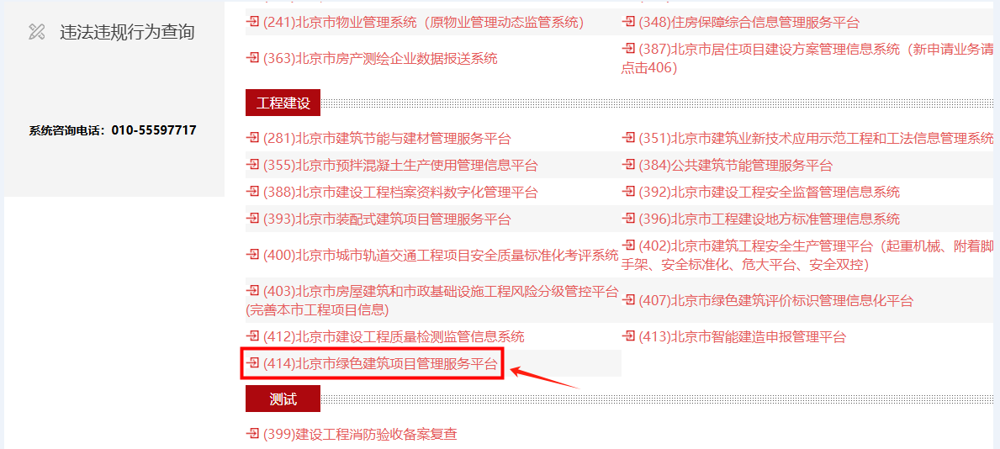 违法违规行为查询
系统咨询电话：010-55597717
(241)北京市物业管理系统（原物业管理动态监管系统）
(348)住房保障综合信息管理服务平台
(363)北京市房产测绘企业数据报送系统
(387)北京市居住项目建设方案管理信息系统（新申请业务请
点击406）
工程建设
(281)北京市建筑节能与建材管理服务平台
(351)北京市建筑业新技术应用示范工程和工法信息管理系统
(355)北京市预拌混凝土生产使用管理信息平台
(384)公共建筑节能管理服务平台
(388)北京市建设工程档案资料数字化管理平台
(392)北京市建设工程安全监督管理信息系统
(393)北京市装配式建筑项目管理服务平台
(396)北京市工程建设地方标准管理信息系统
(400)北京市城市轨道交通工程项目安全质量标准化考评系统
(402)北京市建筑工程安全生产管理平台（起重机械、附着脚
手架、安全标准化、危大平台、安全双控）
(403)北京市房屋建筑和市政基础设施工程风险分级管控平台
(完善本市工程项目信息)
(407)北京市绿色建筑评价标识管理信息化平台
(412)北京市建设工程质量检测监管信息系统
(413)北京市智能建造申报管理平台
(414)北京市绿色建筑项目管理服务平台
测试
(399)建设工程消防验收备案复查